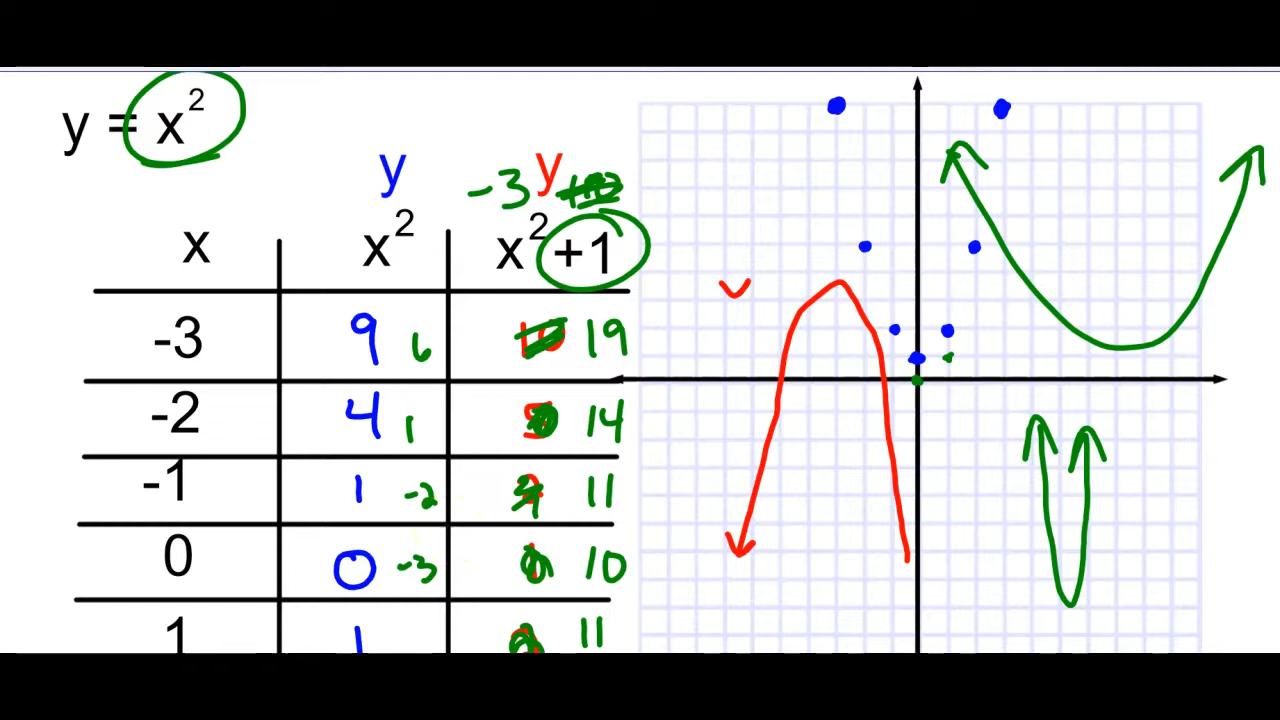 y = x²
y y
-3
x x² x² +1
-3 9 6 19
-2 4 1 14
-1 1 -2 11
0 0 -3 10
1 1 11